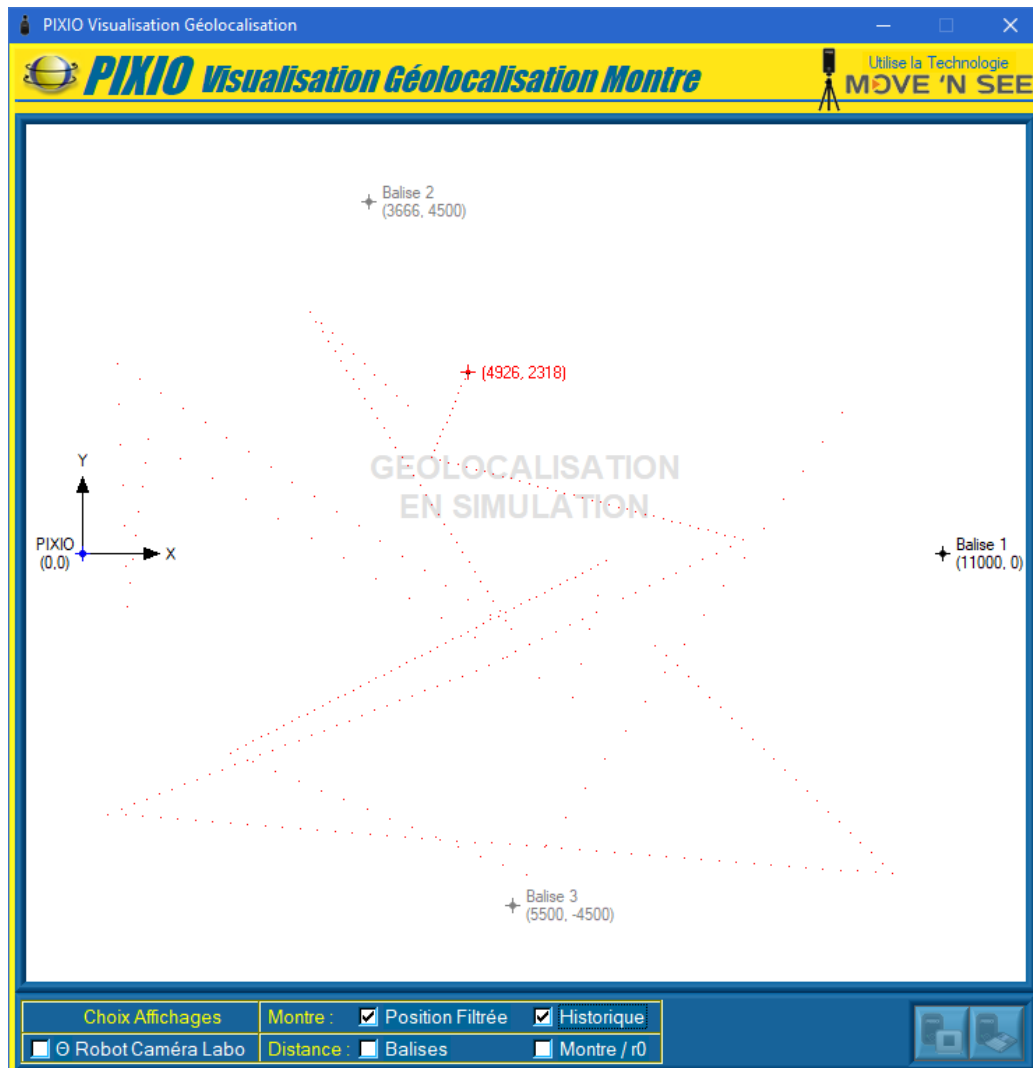 PIXIO Visualisation Géolocalisation
PIXIO Visualisation Géolocalisation Montre
Utilise la Technologie
MOVE 'N SEE
Balise 2
(3666, 4500)
(4926, 2318)
GEOLOCALISATION
EN SIMULATION
Y
X
PIXIO
(0,0)
Balise 1
(11000, 0)
Balise 3
(5500, -4500)
Choix Affichages
Montre : Position Filtrée Historique
Θ Robot Caméra Labo
Distance : Balises Montre / r0